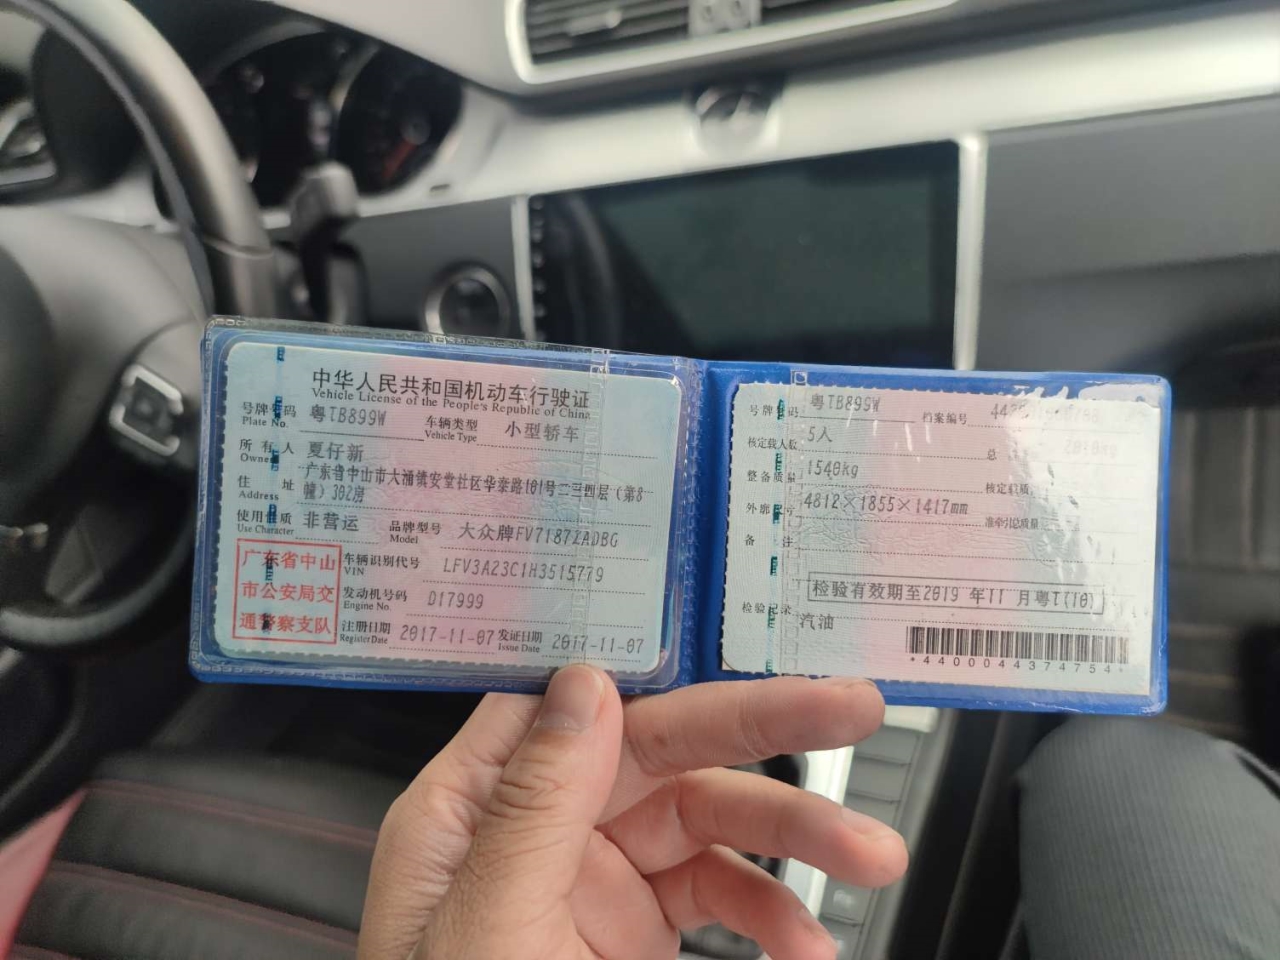 中华人民共和国机动车行驶证
Vehicle License of the People's Republic of China
号牌号码 粤TB899W 车辆类型 小型轿车
Plate No. Vehicle Type
所有人 夏仔新
Owner
住址 广东省中山市大涌镇安堂社区华泰路101号二三四层（第8
Address 幢）302房
使用性质 非营运 品牌型号 大众牌FV7187ZADBG
Use Character Model
广东省中山
市公安局交
通警察支队
车辆识别代号 LFV3A23C1H3515779
VIN
发动机号码 D17999
Engine No.
注册日期 2017-11-07 发证日期 2017-11-07
Register Date Issue Date
号牌号码 粤TB899W 档案编号
核定载人数 5人 总
整备质量 1540kg 核定载质
外廓尺寸 4812×1855×1417mm 准牵引总质量
备注
检验有效期至2019年11月粤T(10)
检验记录 汽油
*4400044374754*